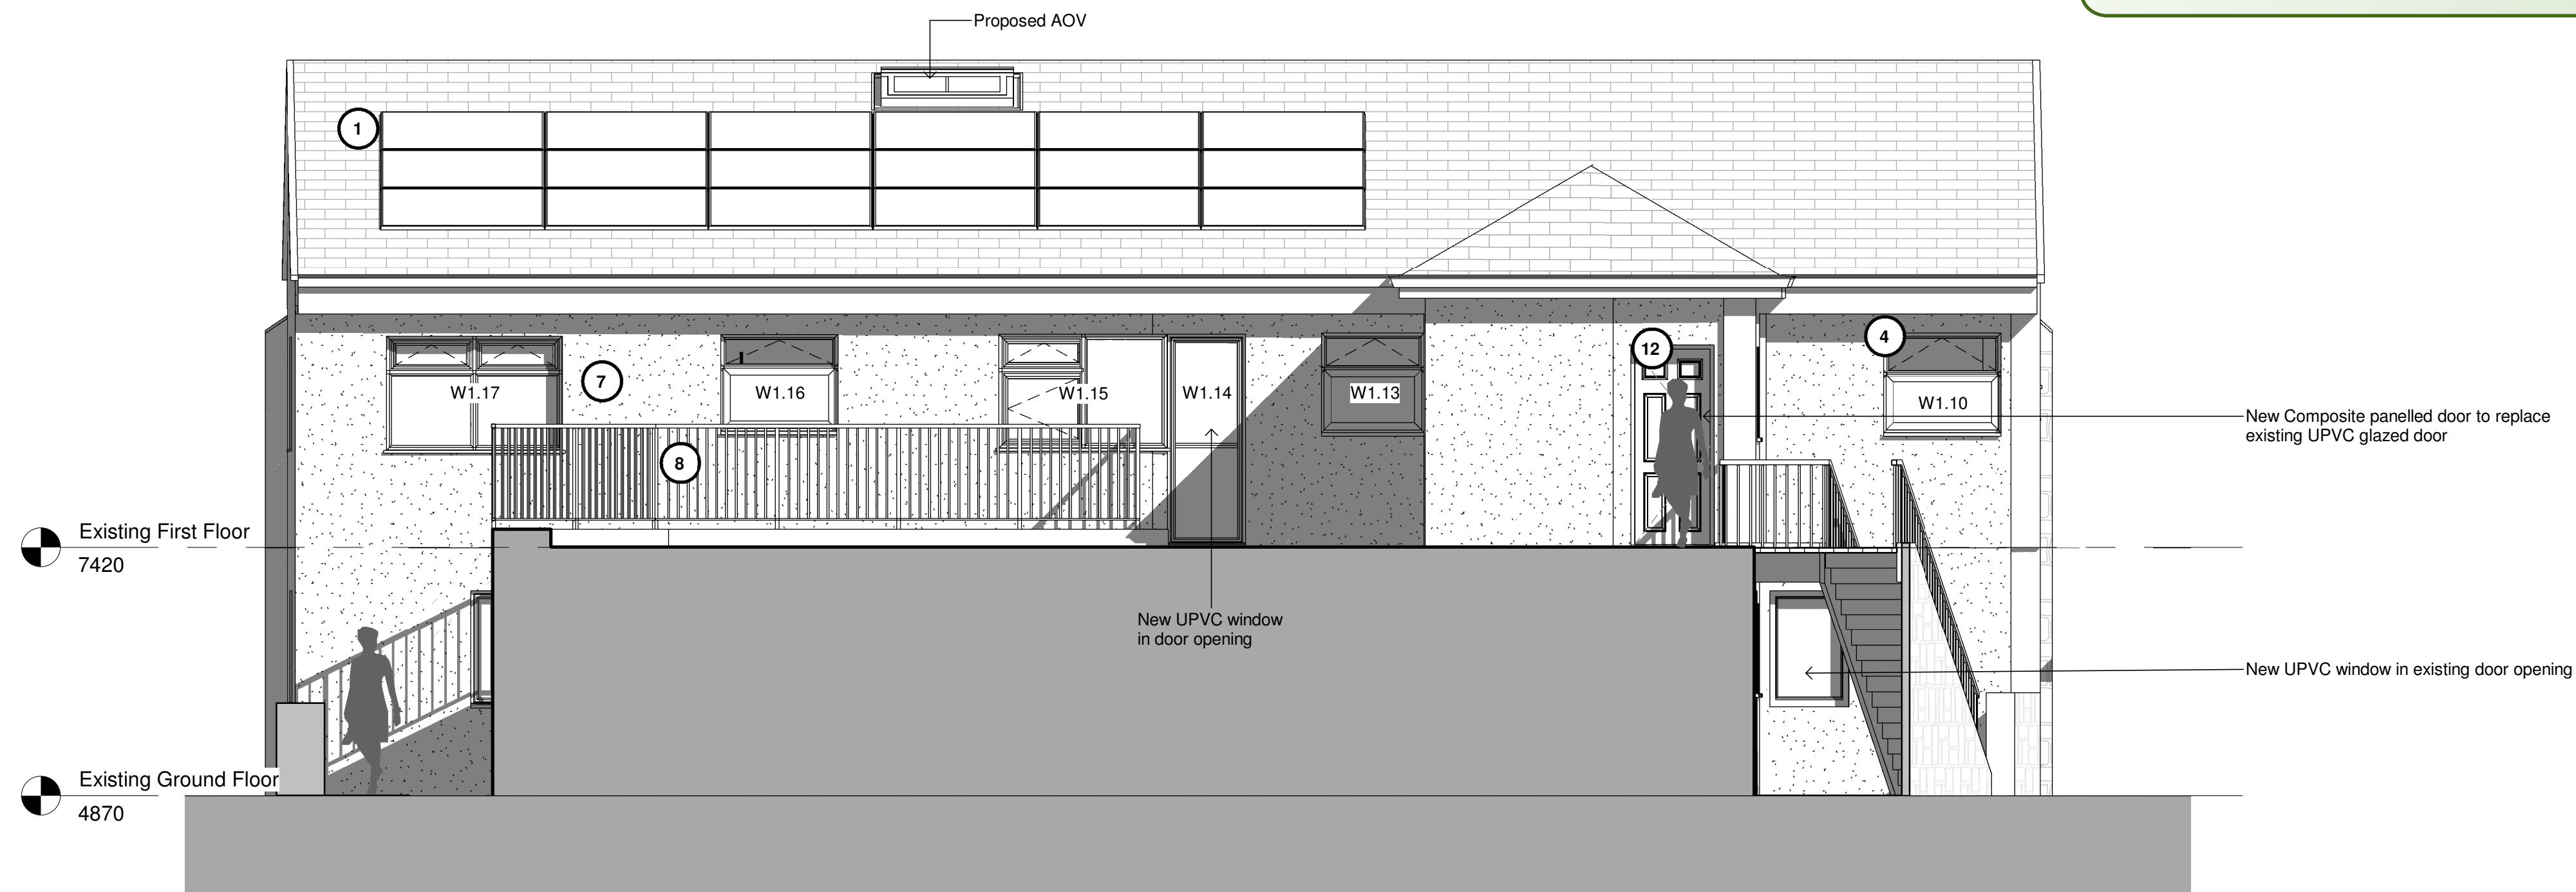 Proposed AOV
1
12
4
7
W1.17
W1.16
W1.15
W1.14
W1.13
W1.10
New Composite panelled door to replace
existing UPVC glazed door
8
Existing First Floor
7420
New UPVC window
in door opening
New UPVC window in existing door opening
Existing Ground Floor
4870